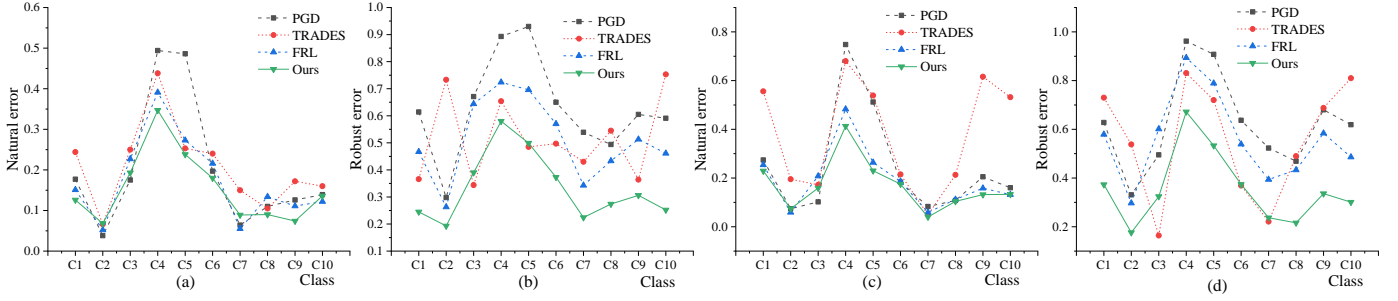 Natural error
0.6
0.5
0.4
0.3
0.2
0.1
0.0
C1 C2 C3 C4 C5 C6 C7 C8 C9 C10
Class
PGD
TRADES
FRL
Ours
(a)
Robust error
1.0
0.9
0.8
0.7
0.6
0.5
0.4
0.3
0.2
0.1
C1 C2 C3 C4 C5 C6 C7 C8 C9 C10
Class
PGD
TRADES
FRL
Ours
(b)
Natural error
0.8
0.6
0.4
0.2
0.0
C1 C2 C3 C4 C5 C6 C7 C8 C9 C10
Class
PGD
TRADES
FRL
Ours
(c)
Robust error
1.0
0.8
0.6
0.4
0.2
C1 C2 C3 C4 C5 C6 C7 C8 C9 C10
Class
PGD
TRADES
FRL
Ours
(d)